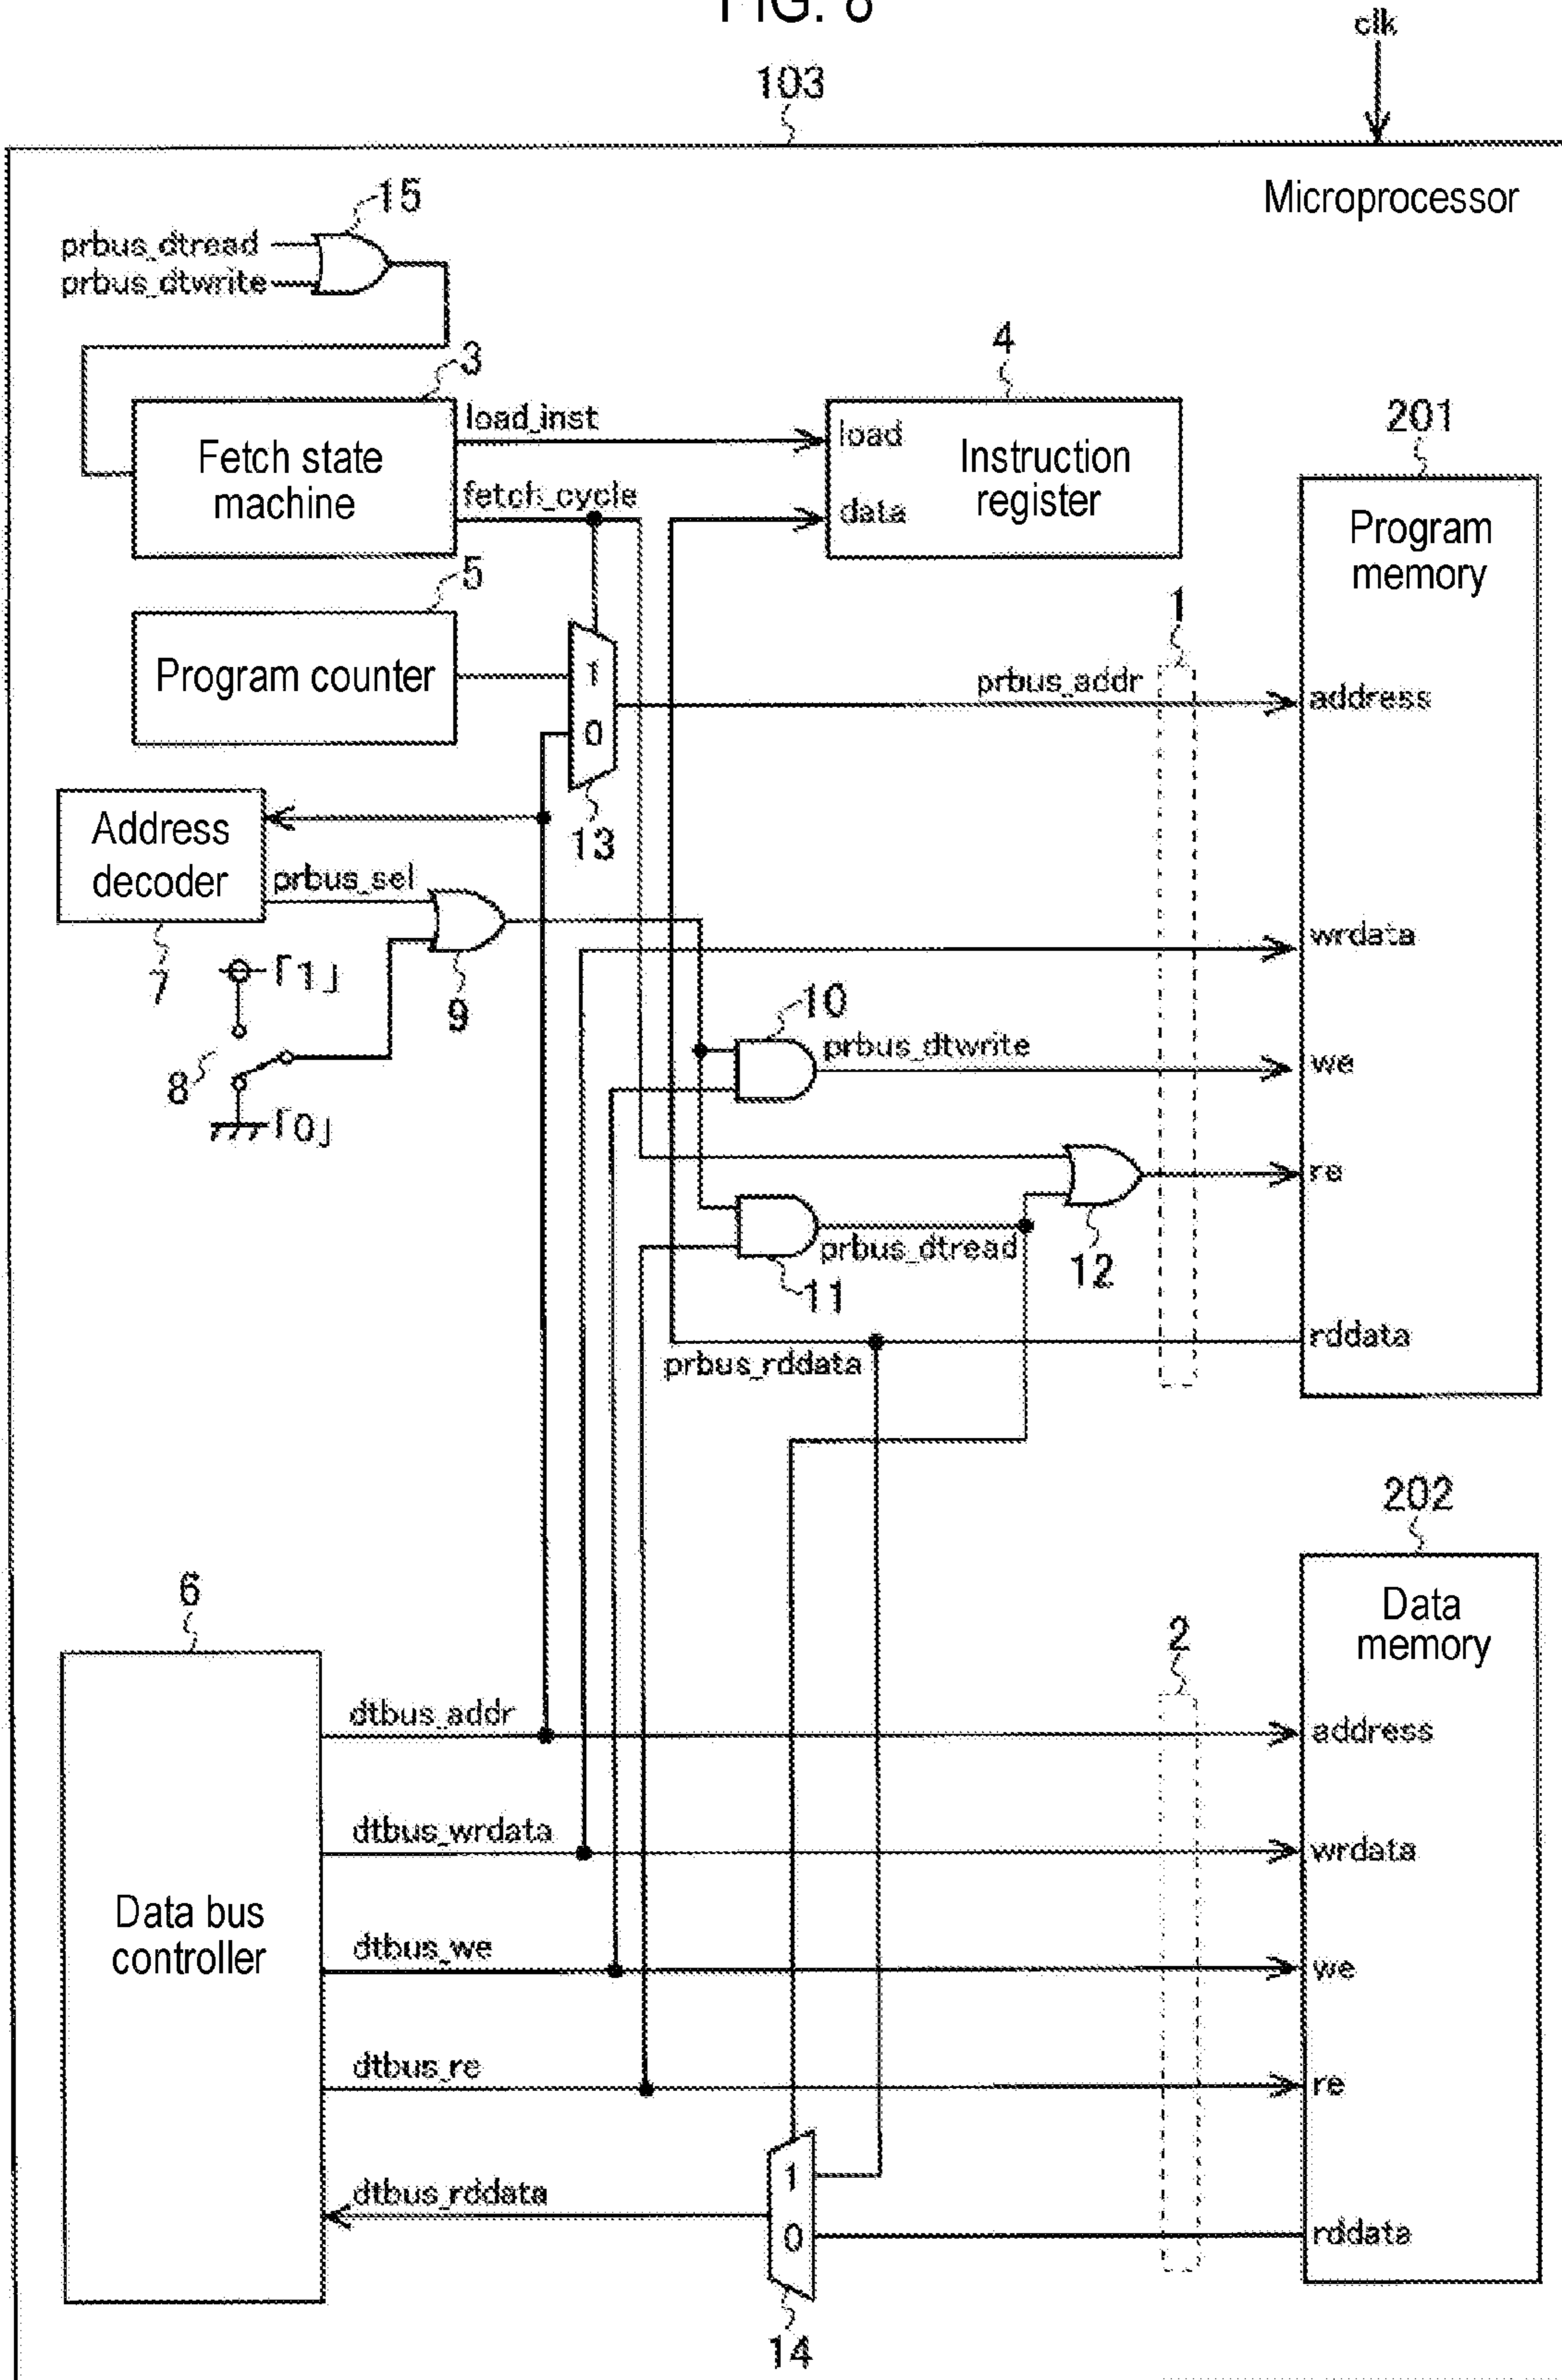 FIG. 8
clk
103
Microprocessor
15
prbus_dtread
prbus_dtwrite
3
4
201
load_inst
load
Fetch state
machine
Instruction
register
fetch_cycle
data
Program
memory
5
1
Program counter
1
0
prbus_addr
address
13
Address
decoder
prbus_sel
7
9
wrdata
「1」
10
prbus_dtwrite
we
8
「0」
re
prbus_dtread
11
12
prbus_rddata
rddata
202
6
Data
memory
2
dtbus_addr
address
dtbus_wrdata
wrdata
Data bus
controller
dtbus_we
we
dtbus_re
re
1
dtbus_rddata
0
rddata
14